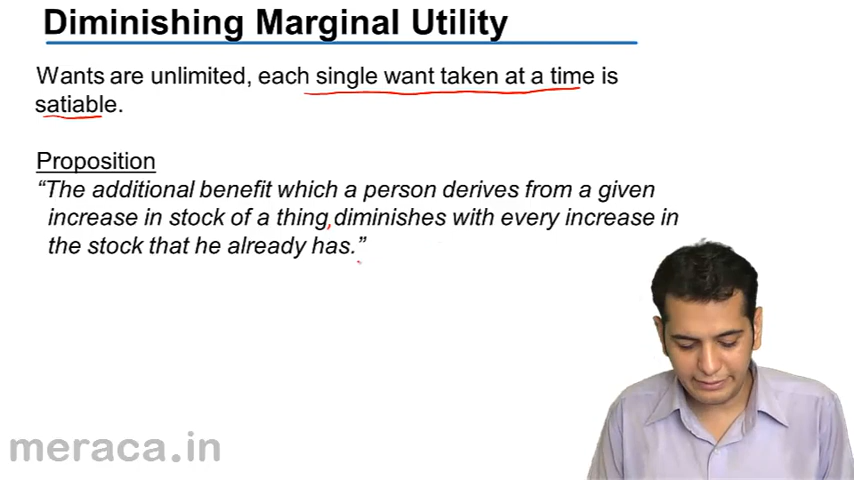 Diminishing Marginal Utility
Wants are unlimited, each single want taken at a time is
satiable.
Proposition
“The additional benefit which a person derives from a given
increase in stock of a thing,diminishes with every increase in
the stock that he already has.”
meraca.in